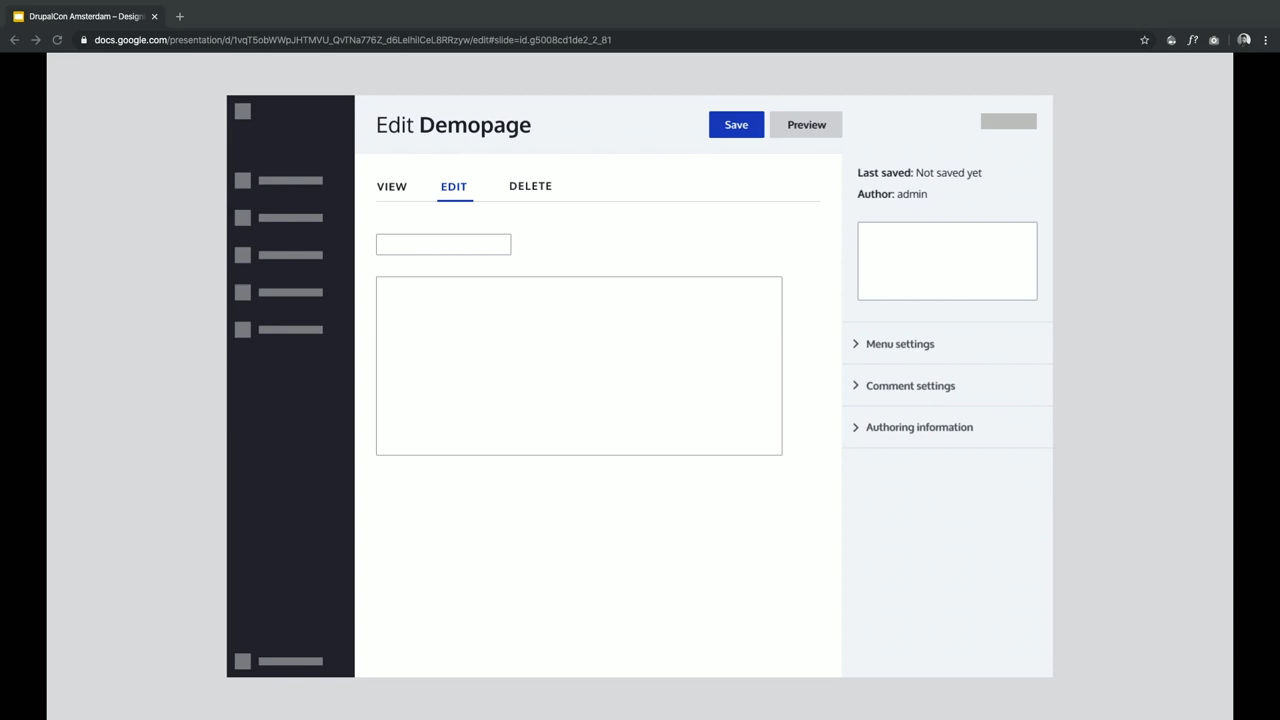 DrupalCon Amsterdam – Design
docs.google.com/presentation/d/1vqT5obWWpJHTMVU_QvTNa776Z_d6LelhilCeL8RRzyw/edit#slide=id.g5008cd1de2_2_81
Edit Demopage
Save
Preview
VIEW
EDIT
DELETE
Last saved: Not saved yet
Author: admin
Menu settings
Comment settings
Authoring information